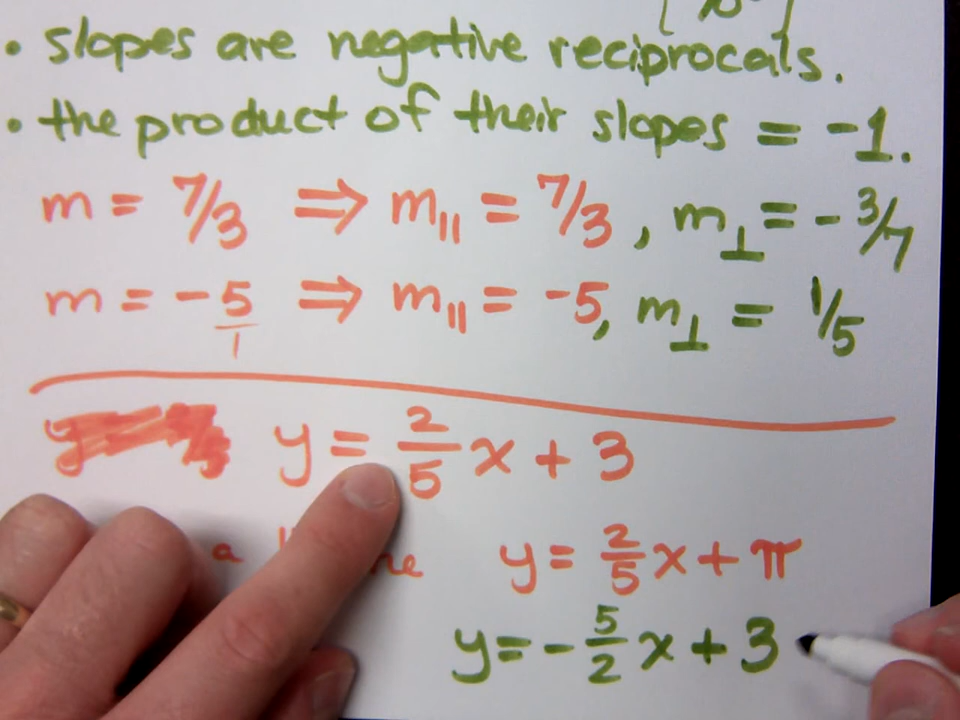 • slopes are negative reciprocals.
• the product of their slopes = -1.
m = 7/3 ⇒ m∥ = 7/3, m⊥ = - 3/7
m = - 5/1 ⇒ m∥ = -5, m⊥ = 1/5
y = 2/5 x + 3
a y = 2/5 x + π
y = - 5/2 x + 3